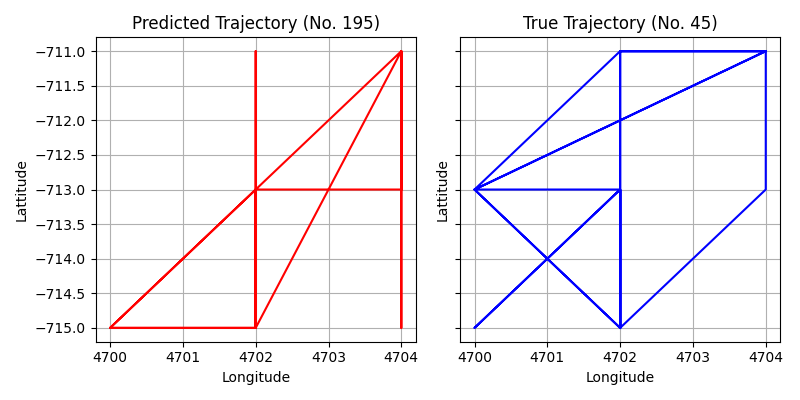 Predicted Trajectory (No. 195)
True Trajectory (No. 45)
Lattitude
−711.0
−711.5
−712.0
−712.5
−713.0
−713.5
−714.0
−714.5
−715.0
4700 4701 4702 4703 4704
Longitude
Lattitude
4700 4701 4702 4703 4704
Longitude